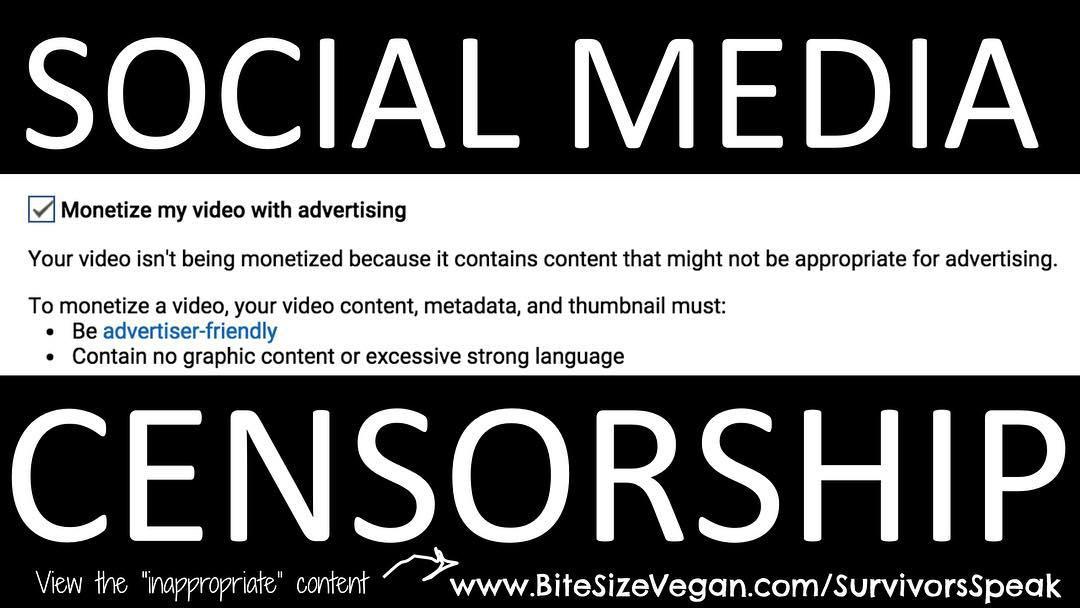 SOCIAL MEDIA
Monetize my video with advertising
Your video isn't being monetized because it contains content that might not be appropriate for advertising.
To monetize a video, your video content, metadata, and thumbnail must:
• Be advertiser-friendly
• Contain no graphic content or excessive strong language
CENSORSHIP
View the "inappropriate" content
www.BiteSizeVegan.com/SurvivorsSpeak